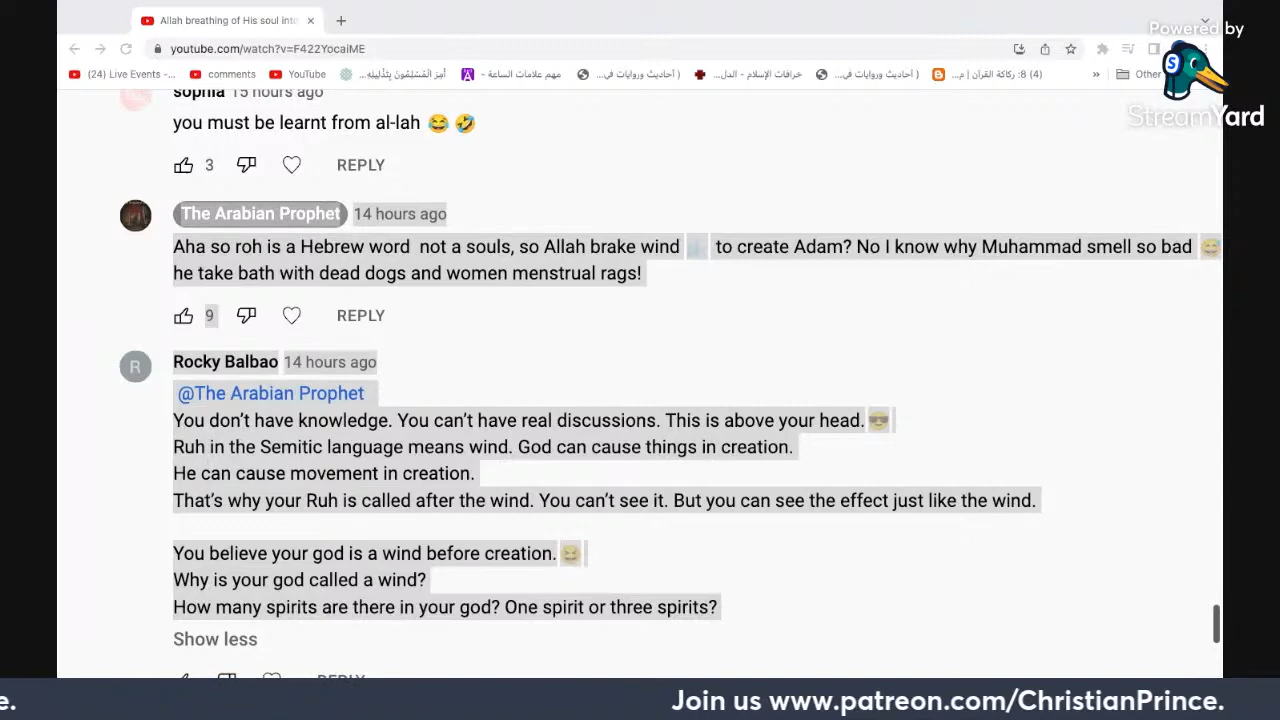 Allah breathing of His soul into
Powered by
youtube.com/watch?v=F422YocaiME
(24) Live Events -...
comments
YouTube
أمِرَ الْمُسْلِمُونَ بِتَذْلِيلِهِ...
مهم علامات الساعة -
( أحاديث وروايات في...
خرافات الإسلام - الدل...
( أحاديث وروايات في...
(4) 8: ركاكة القرآن | م...
»
Other
StreamYard
sophia 15 hours ago
you must be learnt from al-lah 😂 🤣
3 REPLY
The Arabian Prophet 14 hours ago
Aha so roh is a Hebrew word not a souls, so Allah brake wind to create Adam? No I know why Muhammad smell so bad 😅
he take bath with dead dogs and women menstrual rags!
9 REPLY
R
Rocky Balbao 14 hours ago
@The Arabian Prophet
You don’t have knowledge. You can’t have real discussions. This is above your head. 😎
Ruh in the Semitic language means wind. God can cause things in creation.
He can cause movement in creation.
That’s why your Ruh is called after the wind. You can’t see it. But you can see the effect just like the wind.
You believe your god is a wind before creation. 😆
Why is your god called a wind?
How many spirits are there in your god? One spirit or three spirits?
Show less
REPLY
e. Join us www.patreon.com/ChristianPrince.